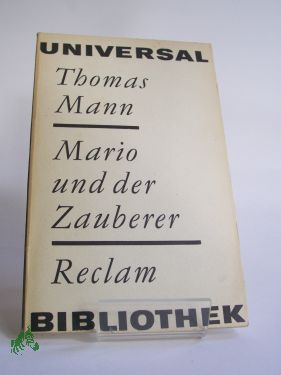 UNIVERSAL
Thomas
Mann
Mario
und der
Zauberer
Reclam
BIBLIOTHEK